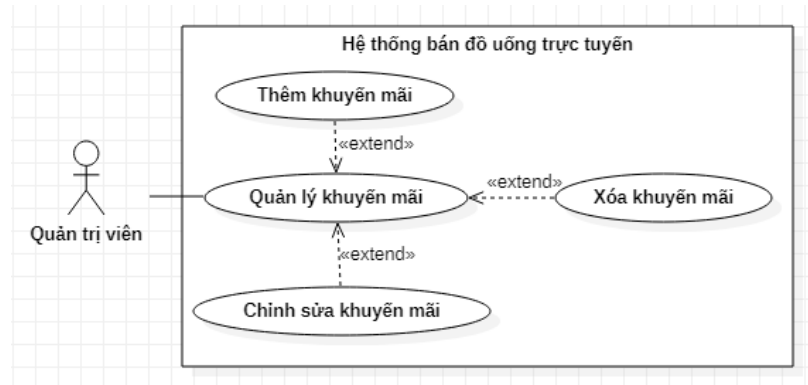 Hệ thống bán đồ uống trực tuyến
Thêm khuyến mãi
«extend»
Quản lý khuyến mãi
«extend»
Xóa khuyến mãi
Quản trị viên
«extend»
Chỉnh sửa khuyến mãi